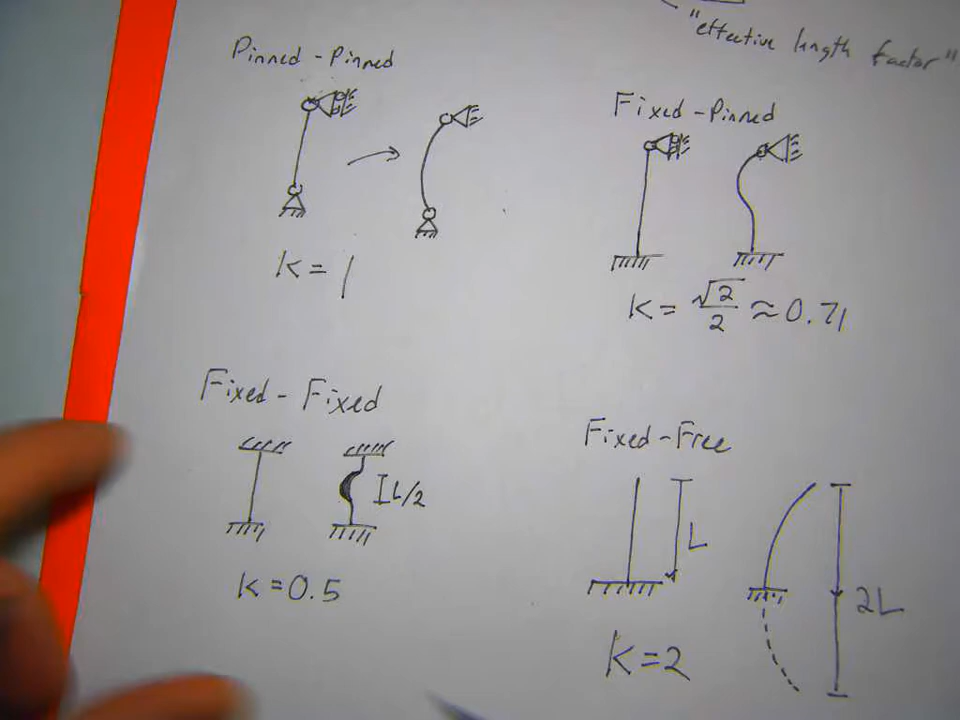 "effective length factor"
Pinned-Pinned
K = 1
Fixed-Pinned
K = √2/2 ≈ 0.71
Fixed-Fixed
L/2
K = 0.5
Fixed-Free
L
2L
K=2